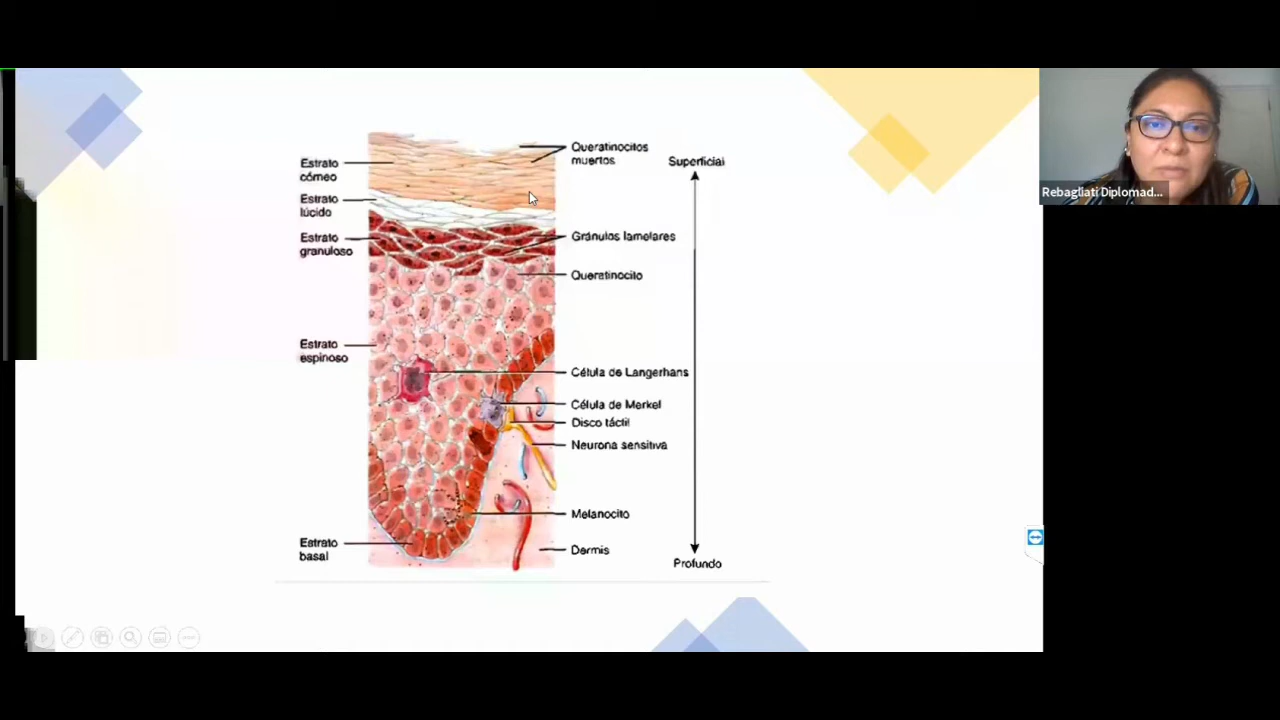 Estrato
córneo
Estrato
lúcido
Estrato
granuloso
Estrato
espinoso
Estrato
basal
Queratinocitos
muertos
Gránulos lamelares
Queratinocito
Célula de Langerhans
Célula de Merkel
Disco táctil
Neurona sensitiva
Melanocito
Dermis
Superficial
Profundo
Rebagliati Diplomad...